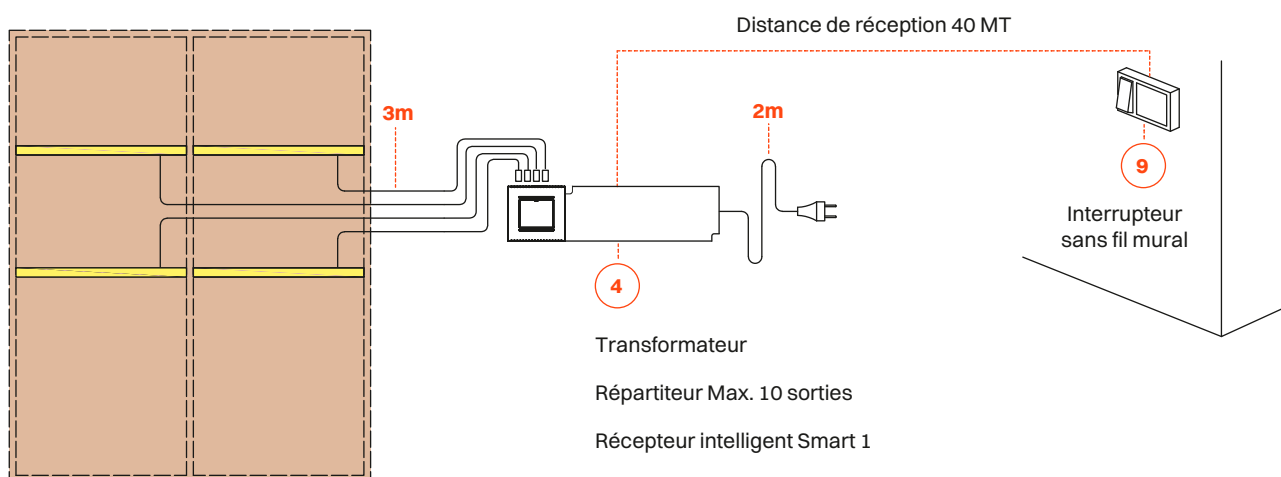 Distance de réception 40 MT
3m
2m
9
Interrupteur
sans fil mural
4
Transformateur
Répartiteur Max. 10 sorties
Récepteur intelligent Smart 1